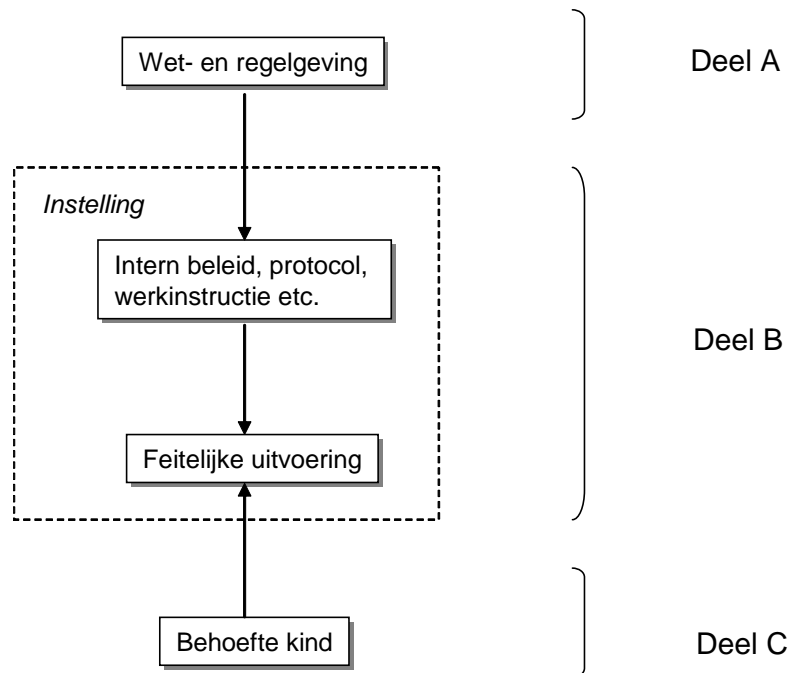 Wet- en regelgeving
Deel A
Instelling
Intern beleid, protocol,
werkinstructie etc.
Deel B
Feitelijke uitvoering
Behoefte kind
Deel C